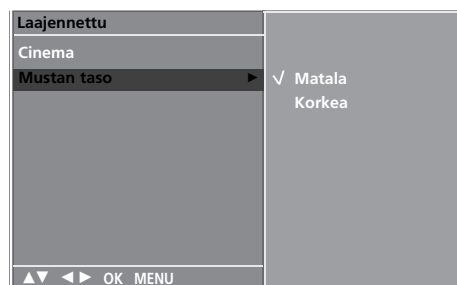 Laajennettu
Cinema
Mustan taso ►
√ Matala
Korkea
▲▼ ◄► OK MENU